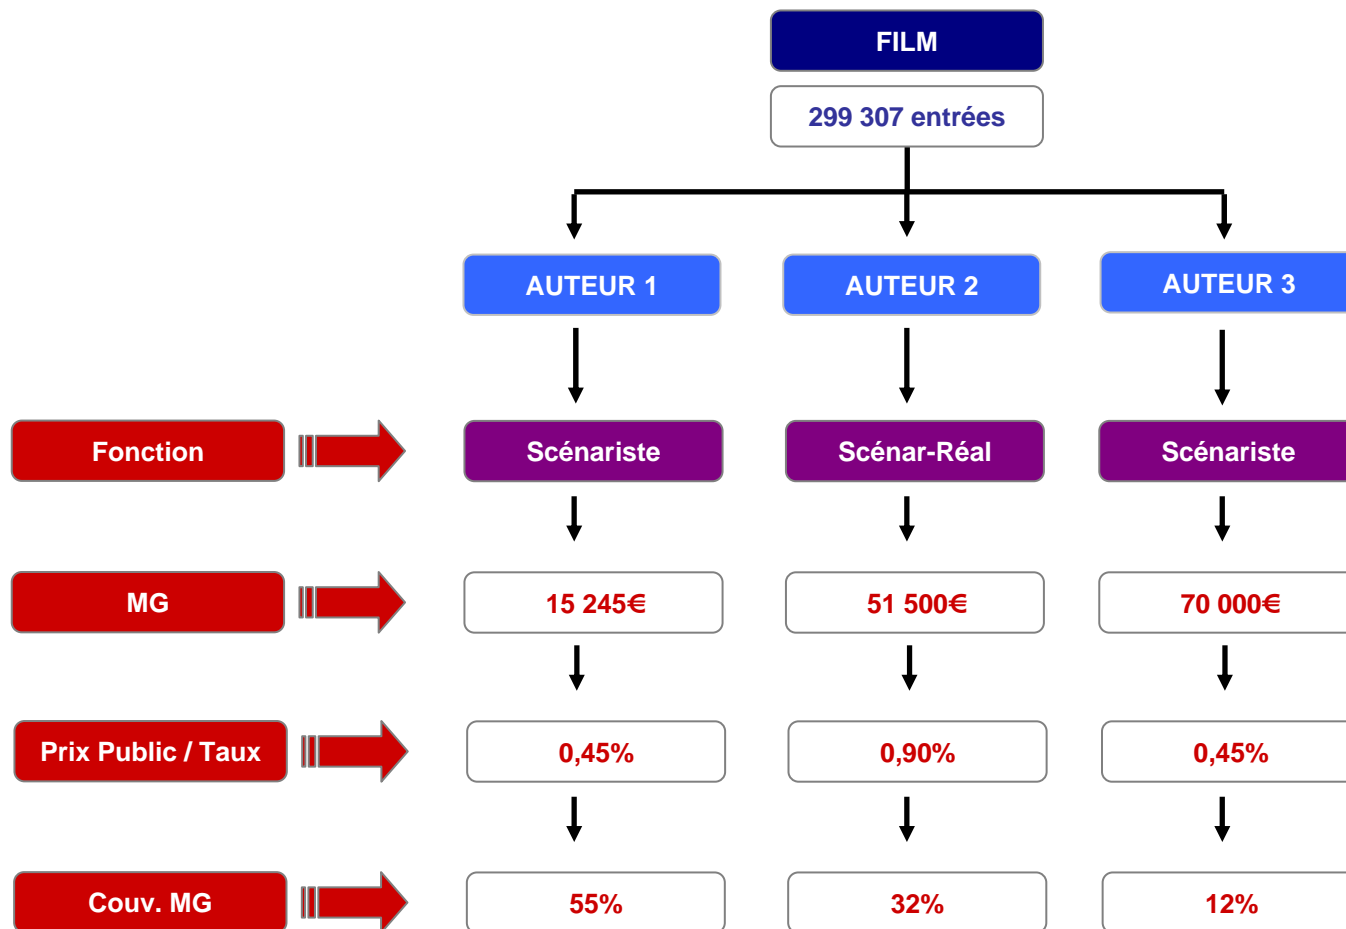 FILM
299 307 entrées
AUTEUR 1
AUTEUR 2
AUTEUR 3
Fonction
Scénariste
Scénar-Réal
Scénariste
MG
15 245€
51 500€
70 000€
Prix Public / Taux
0,45%
0,90%
0,45%
Couv. MG
55%
32%
12%